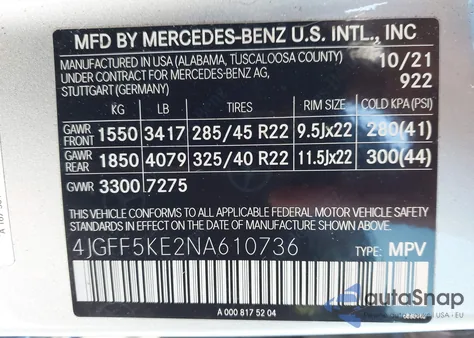 MFD BY MERCEDES-BENZ U.S. INTL., INC
MANUFACTURED IN USA (ALABAMA, TUSCALOOSA COUNTY) 10/21
UNDER CONTRACT FOR MERCEDES-BENZ AG, 922
STUTTGART (GERMANY)
KG LB TIRES RIMS COLD KPA (PSI)
GAWR FRONT 1550 3417 285/45 R22 9.5Jx22 280(41)
GAWR REAR 1850 4079 325/40 R22 11.5Jx22 300(44)
GVWR 3300 7275
THIS VEHICLE CONFORMS TO ALL APPLICABLE
FEDERAL MOTOR VEHICLE SAFETY AND THEFT PREVENTION
STANDARDS IN EFFECT ON THE DATE OF MANUFACTURE SHOWN ABOVE.
4JGFF5KE2NA610736 TYPE: MPV
A 000 817 52 04
autoSnap